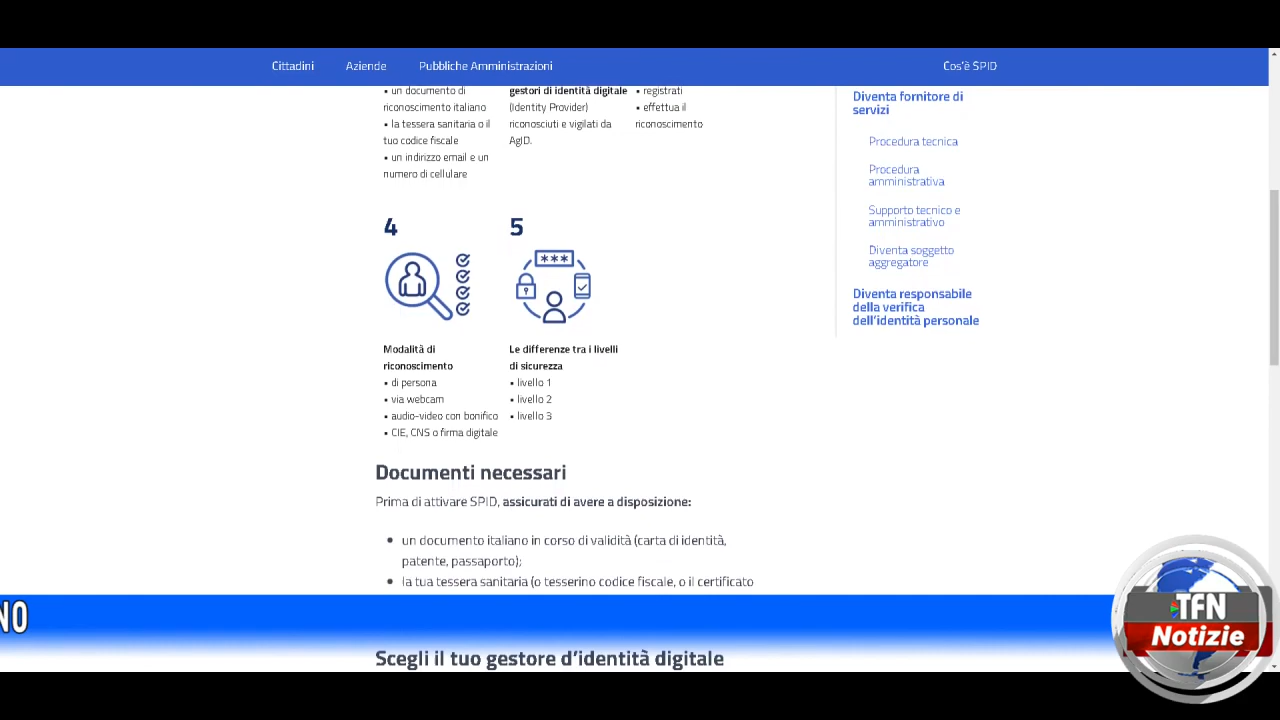 Cittadini
Aziende
Pubbliche Amministrazioni
Cos'è SPID
• un documento di
riconoscimento italiano
• la tessera sanitaria o il
tuo codice fiscale
• un indirizzo email e un
numero di cellulare
gestori di identità digitale
(Identity Provider)
riconosciuti e vigilati da
AgID.
• registrati
• effettua il
riconoscimento
4
Modalità di
riconoscimento
• di persona
• via webcam
• audio-video con bonifico
• CIE, CNS o firma digitale
5
***
Le differenze tra i livelli
di sicurezza
• livello 1
• livello 2
• livello 3
Documenti necessari
Prima di attivare SPID, assicurati di avere a disposizione:
• un documento italiano in corso di validità (carta di identità,
patente, passaporto);
• la tua tessera sanitaria (o tesserino codice fiscale, o il certificato
Scegli il tuo gestore d'identità digitale
Diventa fornitore di
servizi
Procedura tecnica
Procedura
amministrativa
Supporto tecnico e
amministrativo
Diventa soggetto
aggregatore
Diventa responsabile
della verifica
dell'identità personale
NO
TFN
Notizie